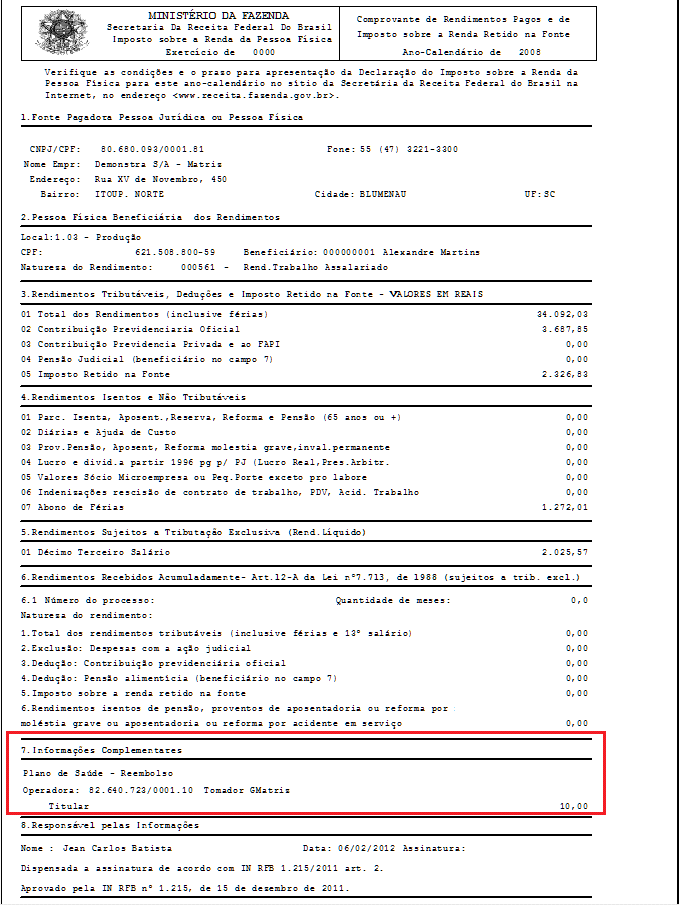 MINISTÉRIO DA FAZENDA
Secretaria Da Receita Federal Do Brasil
Imposto sobre a Renda da Pessoa Física
Exercício de 0000
Comprovante de Rendimentos Pagos e de
Imposto sobre a Renda Retido na Fonte
Ano-Calendário de 2008
Verifique as condições e o prazo para apresentação da Declaração do Imposto sobre a Renda da
Pessoa Física para este ano-calendário no sítio da Secretária da Receita Federal do Brasil na
Internet, no endereço <www.receita.fazenda.gov.br>.
1.Fonte Pagadora Pessoa Jurídica ou Pessoa Física
CNPJ/CPF: 80.680.093/0001.81 Fone: 55 (47) 3221-3300
Nome Empr: Demonstra S/A - Matriz
Endereço: Rua XV de Novembro, 450
Bairro: ITOUP. NORTE Cidade: BLUMENAU UF: SC
2.Pessoa Física Beneficiária dos Rendimentos
Local:1.03 - Produção
CPF: 621.508.800-59 Beneficiário: 000000001 Alexandre Martins
Natureza do Rendimento: 000561 - Rend.Trabalho Assalariado
3.Rendimentos Tributáveis, Deduções e Imposto Retido na Fonte - VALORES EM REAIS
01 Total dos Rendimentos (inclusive férias) 34.092,03
02 Contribuição Previdenciaria Oficial 3.687,85
03 Contribuição Previdencia Privada e ao FAPI 0,00
04 Pensão Judicial (beneficiário no campo 7) 0,00
05 Imposto Retido na Fonte 2.326,83
4.Rendimentos Isentos e Não Tributáveis
01 Parc. Isenta, Aposent.,Reserva, Reforma e Pensão (65 anos ou +) 0,00
02 Diárias e Ajuda de Custo 0,00
03 Prov.Pensão, Aposent, Reforma molestia grave,inval.permanente 0,00
04 Lucro e divid.a partir 1996 pg p/ PJ (Lucro Real,Pres.Arbitr. 0,00
05 Valores Sócio Microempresa ou Peq.Porte exceto pro labore 0,00
06 Indenizações rescisão de contrato de trabalho, PDV, Acid. Trabalho 0,00
07 Abono de Férias 1.272,01
5.Rendimentos Sujeitos a Tributação Exclusiva (Rend.Líquido)
01 Décimo Terceiro Salário 2.025,57
6.Rendimentos Recebidos Acumuladamente- Art.12-A da Lei nº7.713, de 1988 (sujeitos a trib. excl.)
6.1 Número do processo: Quantidade de meses: 0,0
Natureza do rendimento:
1.Total dos rendimentos tributáveis (inclusive férias e 13º salário) 0,00
2.Exclusão: Despesas com a ação judicial 0,00
3.Dedução: Contribuição previdenciária oficial 0,00
4.Dedução: Pensão alimentícia (beneficiário no campo 7) 0,00
5.Imposto sobre a renda retido na fonte 0,00
6.Rendimentos isentos de pensão, proventos de aposentadoria ou reforma por
moléstia grave ou aposentadoria ou reforma por acidente em serviço 0,00
7.Informações Complementares
Plano de Saúde - Reembolso
Operadora: 82.640.723/0001.10 Tomador GMatriz
Titular 10,00
8.Responsável pelas Informações
Nome : Jean Carlos Batista Data: 06/02/2012 Assinatura:
Dispensada a assinatura de acordo com IN RFB 1.215/2011 art. 2.
Aprovado pela IN RFB nº 1.215, de 15 de dezembro de 2011.